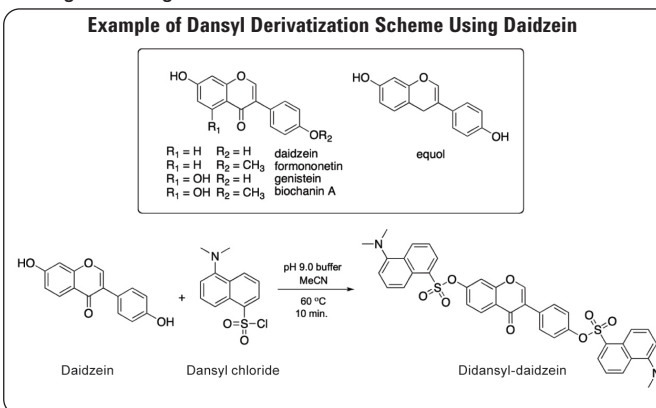 Example of Dansyl Derivatization Scheme Using Daidzein
HO
O
R1
O
OR2
R1 = H R2 = H daidzein
R1 = H R2 = CH3 formononetin
R1 = OH R2 = H genistein
R1 = OH R2 = CH3 biochanin A
HO
O
OH
equol
HO
O
O
OH
Daidzein
+
N
O=S–Cl
O
Dansyl chloride
pH 9.0 buffer
MeCN
60 ºC
10 min.
N
O
S
O O
O
O
O
O O
S
N
Didansyl-daidzein